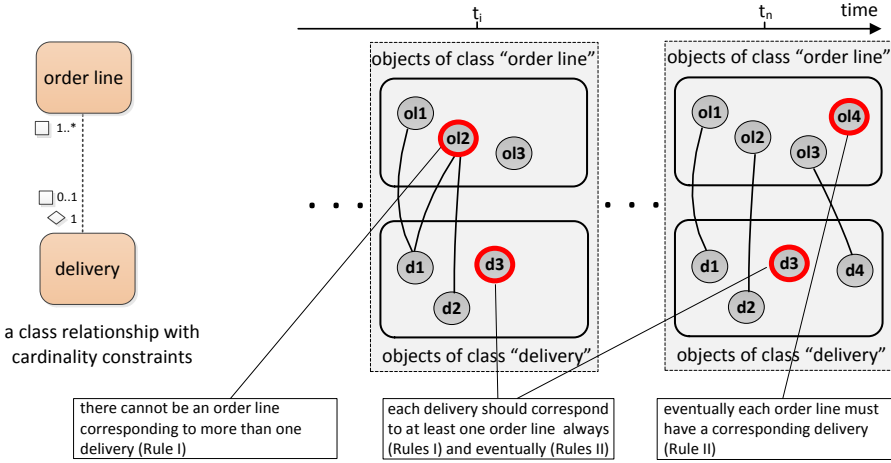 t_i
t_n
time
order line
1..*
0..1
1
delivery
a class relationship with
cardinality constraints
objects of class “order line”
ol1
ol2
ol3
. . .
d1
d3
d2
objects of class “delivery”
. . .
objects of class “order line”
ol1
ol2
ol3
ol4
d1
d3
d4
d2
objects of class “delivery”
there cannot be an order line
corresponding to more than one
delivery (Rule I)
each delivery should correspond
to at least one order line always
(Rules I) and eventually (Rules II)
eventually each order line must
have a corresponding delivery
(Rule II)